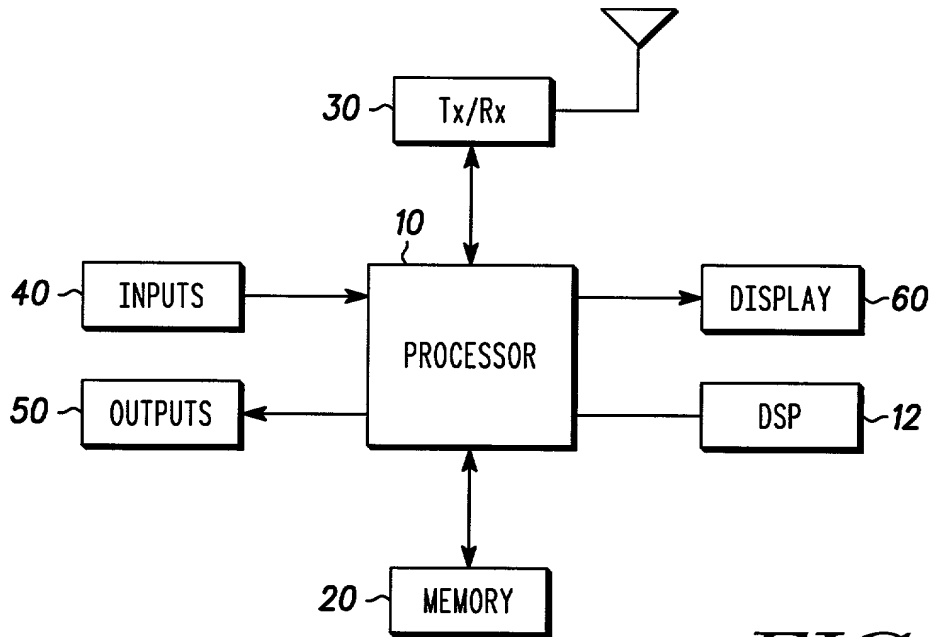 30
Tx/Rx
10
40
INPUTS
PROCESSOR
DISPLAY
60
50
OUTPUTS
DSP
12
20
MEMORY